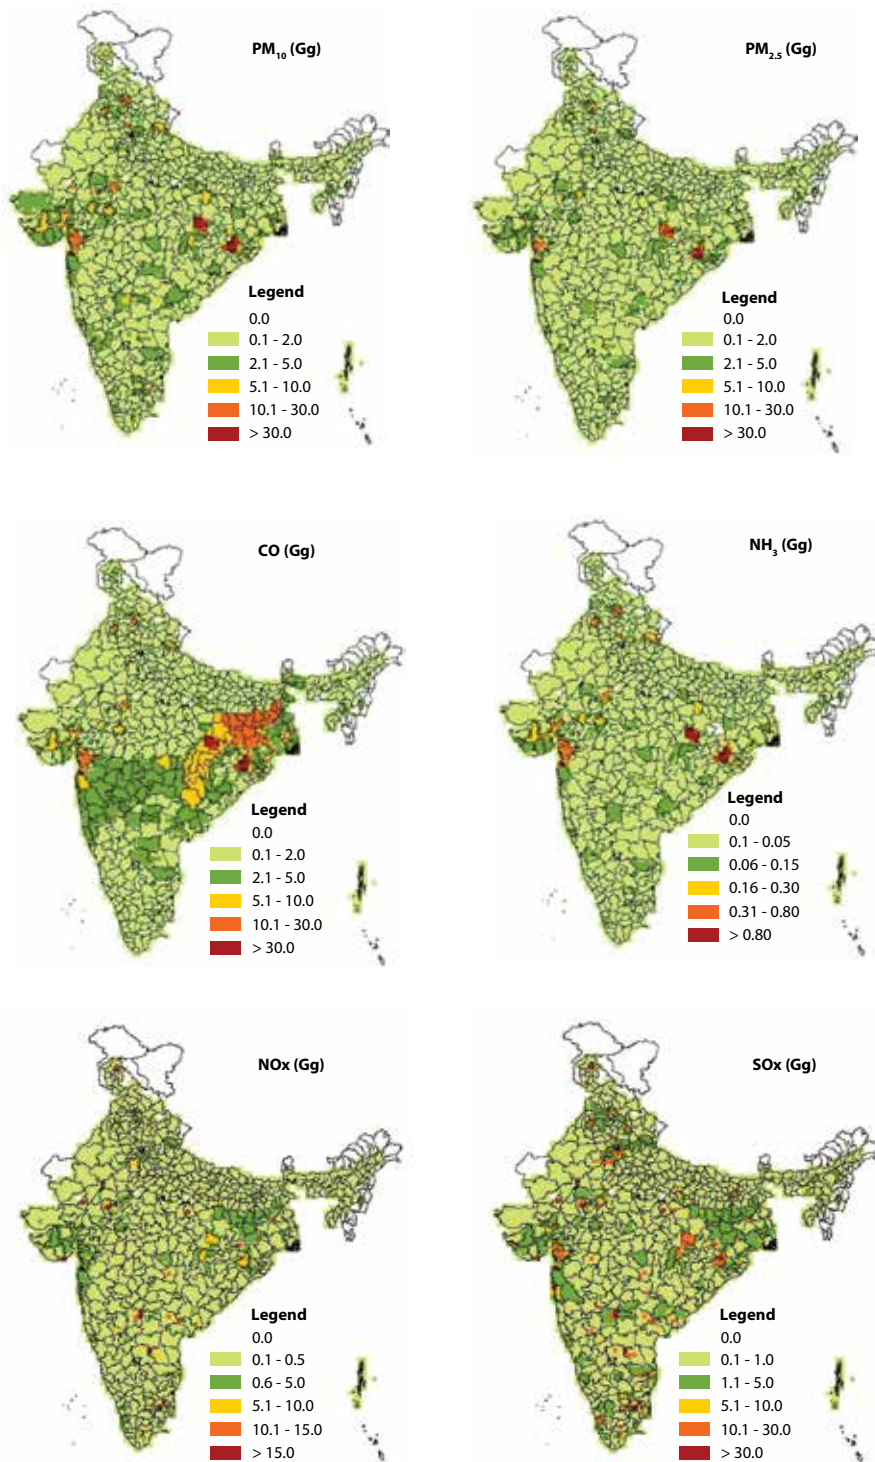 PM10 (Gg)
Legend
0.0
0.1 - 2.0
2.1 - 5.0
5.1 - 10.0
10.1 - 30.0
> 30.0
PM2.5 (Gg)
Legend
0.0
0.1 - 2.0
2.1 - 5.0
5.1 - 10.0
10.1 - 30.0
> 30.0
CO (Gg)
Legend
0.0
0.1 - 2.0
2.1 - 5.0
5.1 - 10.0
10.1 - 30.0
> 30.0
NH3 (Gg)
Legend
0.0
0.1 - 0.05
0.06 - 0.15
0.16 - 0.30
0.31 - 0.80
> 0.80
NOx (Gg)
Legend
0.0
0.1 - 0.5
0.6 - 5.0
5.1 - 10.0
10.1 - 15.0
> 15.0
SOx (Gg)
Legend
0.0
0.1 - 1.0
1.1 - 5.0
5.1 - 10.0
10.1 - 30.0
> 30.0